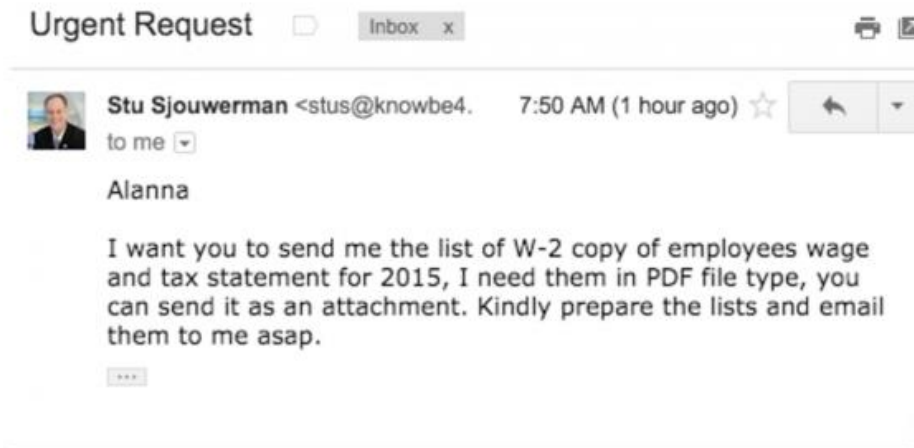 Urgent Request Inbox x
Stu Sjouwerman <stus@knowbe4. 7:50 AM (1 hour ago)
to me
Alanna
I want you to send me the list of W-2 copy of employees wage
and tax statement for 2015, I need them in PDF file type, you
can send it as an attachment. Kindly prepare the lists and email
them to me asap.